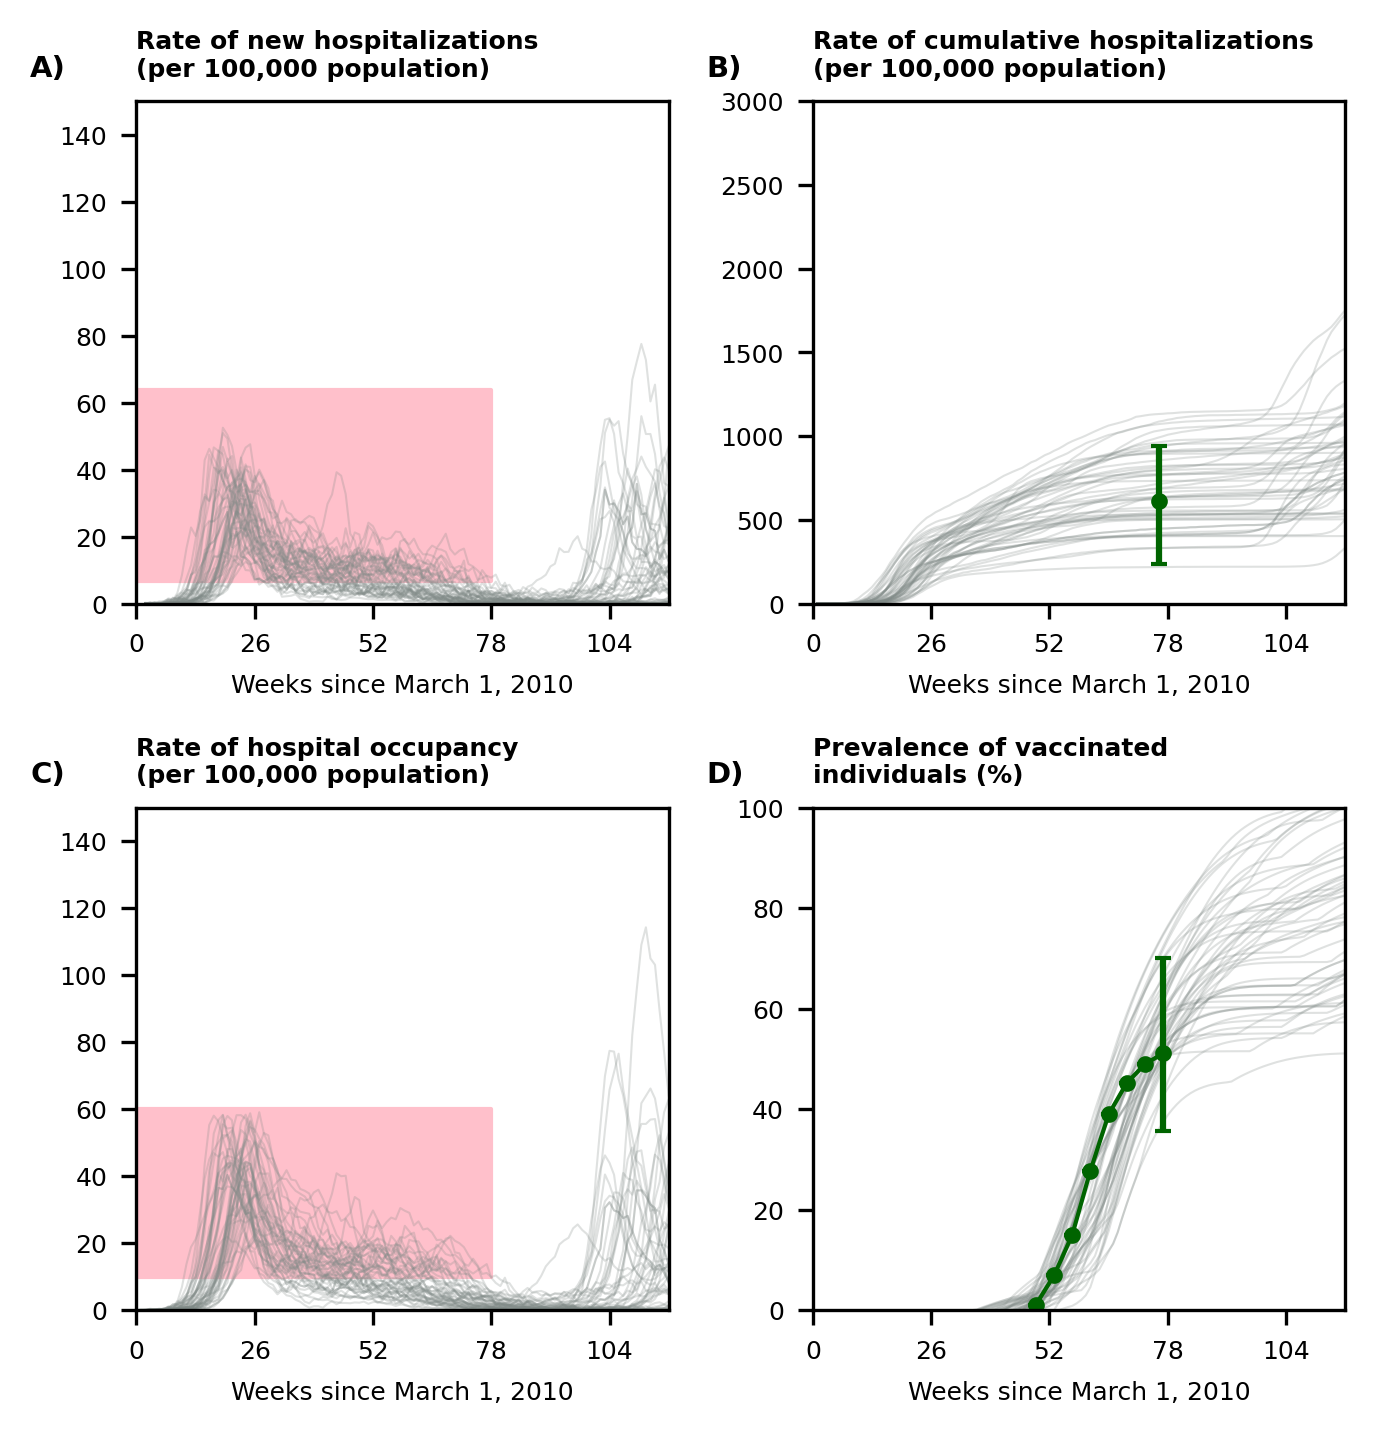 A)
Rate of new hospitalizations
(per 100,000 population)
140
120
100
80
60
40
20
0
0 26 52 78 104
Weeks since March 1, 2010
B)
Rate of cumulative hospitalizations
(per 100,000 population)
3000
2500
2000
1500
1000
500
0
0 26 52 78 104
Weeks since March 1, 2010
C)
Rate of hospital occupancy
(per 100,000 population)
140
120
100
80
60
40
20
0
0 26 52 78 104
Weeks since March 1, 2010
D)
Prevalence of vaccinated
individuals (%)
100
80
60
40
20
0
0 26 52 78 104
Weeks since March 1, 2010